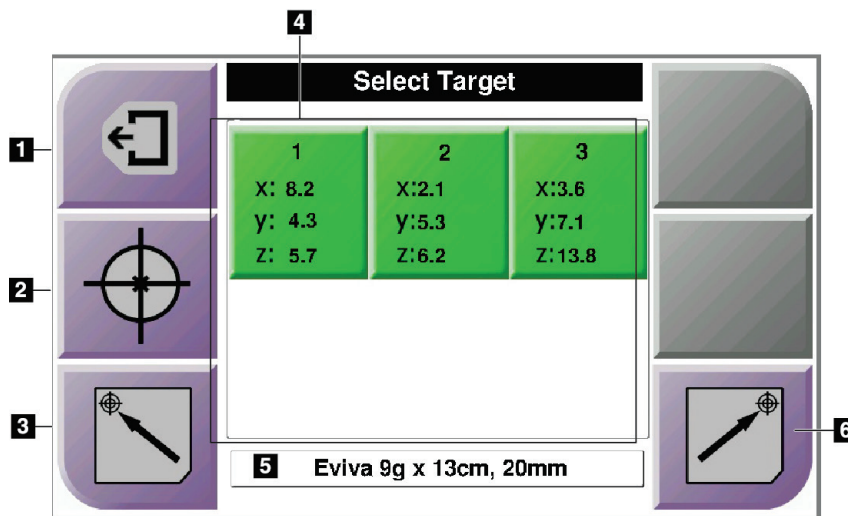 4
Select Target
1
2
3
1 2 3
x: 8.2 x:2.1 x:3.6
y: 4.3 y:5.3 y:7.1
z: 5.7 z:6.2 z:13.8
5 Eviva 9g x 13cm, 20mm
6